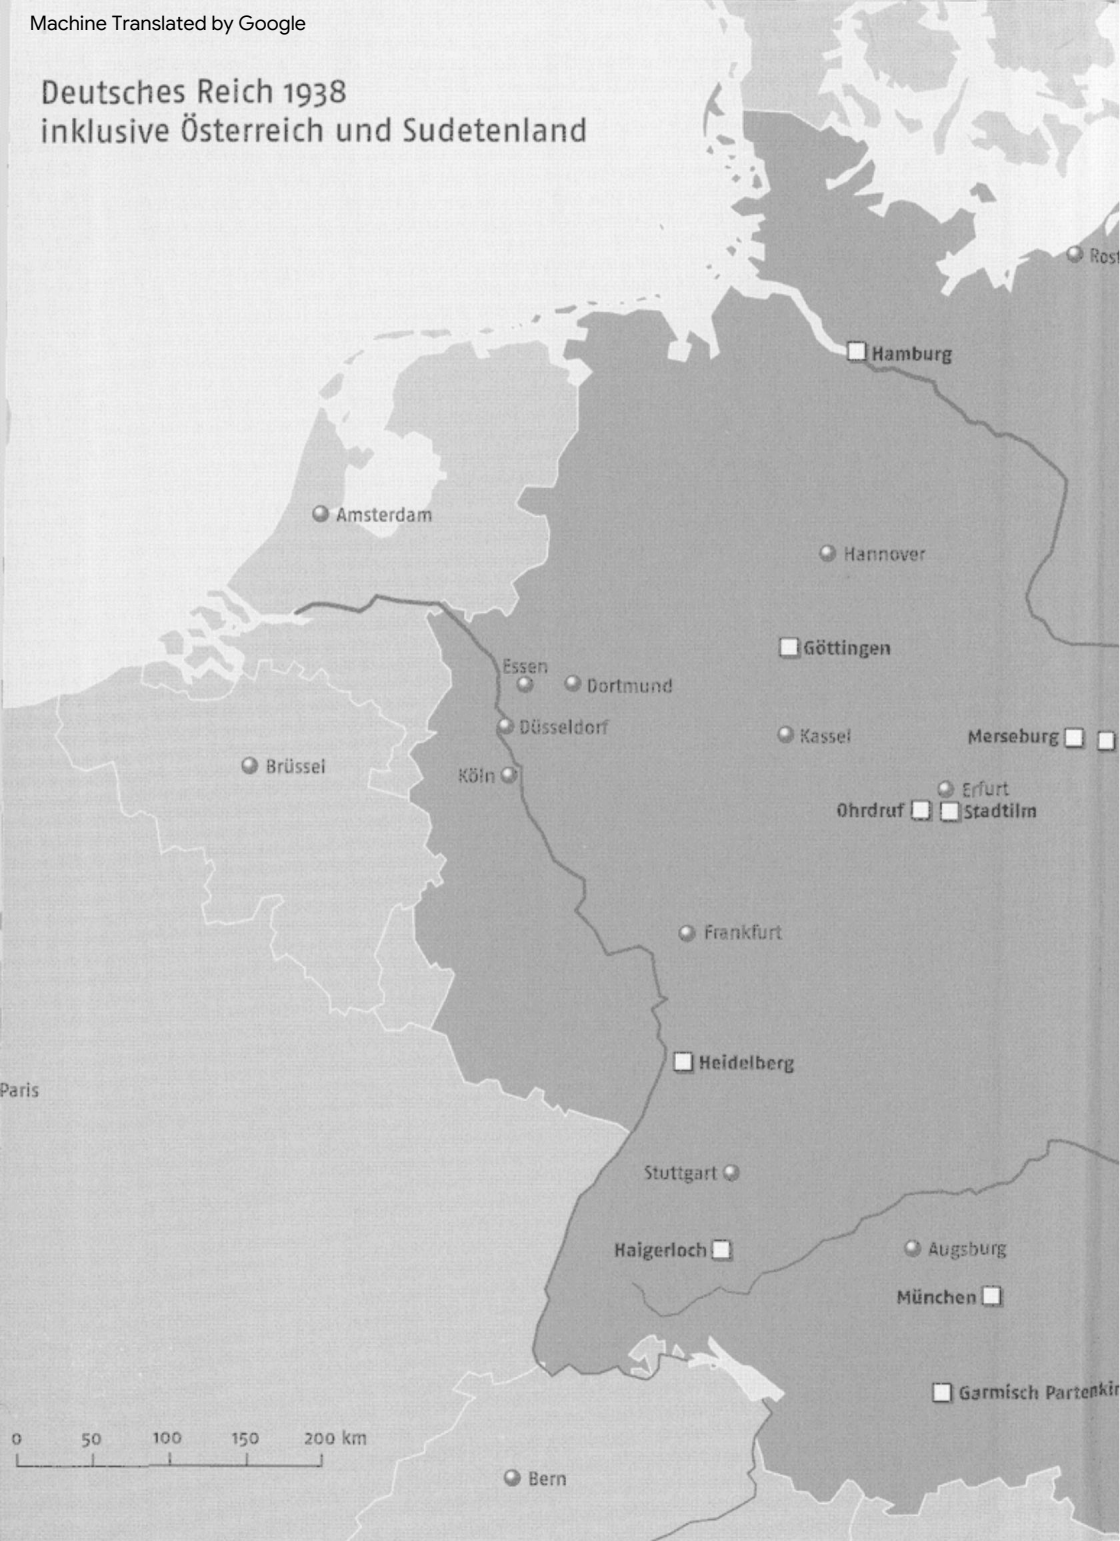 Machine Translated by Google
Deutsches Reich 1938
inklusive Österreich und Sudetenland
Rost
Hamburg
Amsterdam
Hannover
Göttingen
Essen
Dortmund
Düsseldorf
Kassel
Merseburg
Brüssel
Köln
Erfurt
Ohrdruf
Stadtilm
Frankfurt
Heidelberg
Paris
Stuttgart
Haigerloch
Augsburg
München
Garmisch Partenkir
0 50 100 150 200 km
Bern